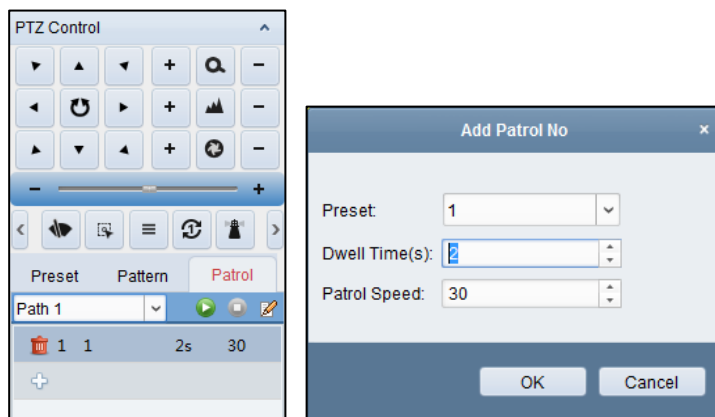 PTZ Control
Preset Pattern Patrol
Path 1
1 1 2s 30
Add Patrol No
Preset: 1
Dwell Time(s): 2
Patrol Speed: 30
OK Cancel